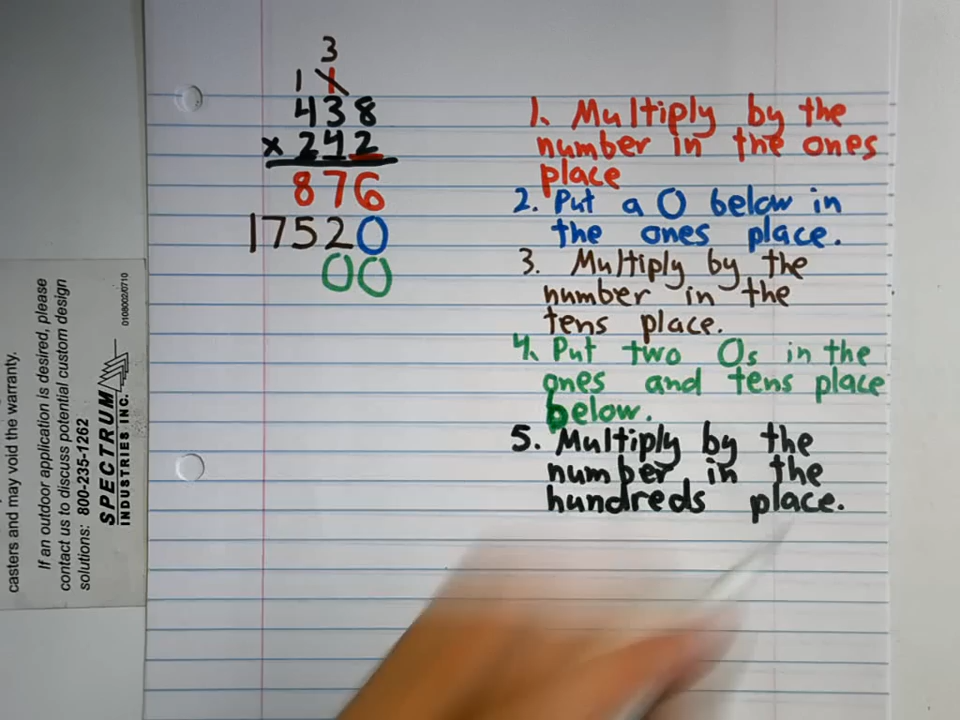 3
1 1
438
x 242
876
17520
00
1. Multiply by the
number in the ones
place
2. Put a 0 below in
the ones place.
3. Multiply by the
number in the
tens place.
4. Put two 0s in the
ones and tens place
below.
5. Multiply by the
number in the
hundreds place.
casters and may void the warranty.
If an outdoor application is desired, please
contact us to discuss potential custom design
solutions: 800-235-1262
SPECTRUM
INDUSTRIES INC.